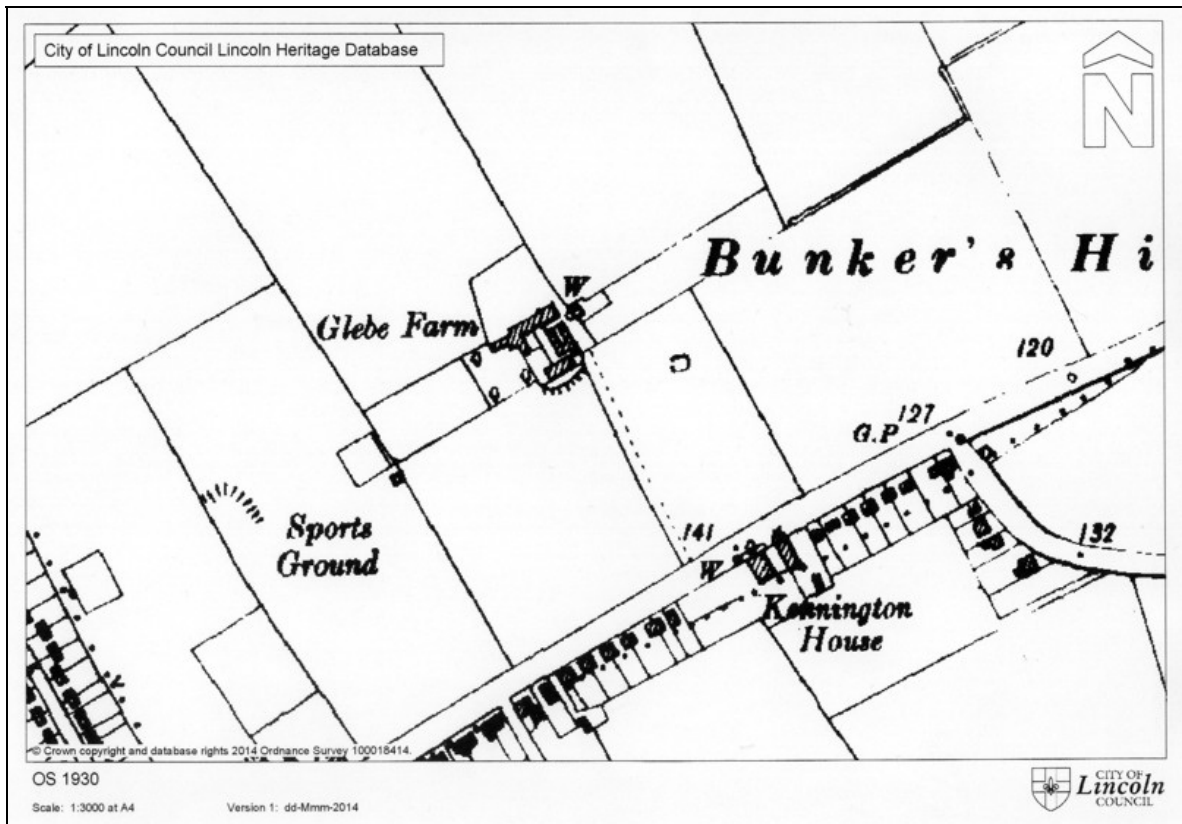 City of Lincoln Council Lincoln Heritage Database
N
Bunker's Hi
W
Glebe Farm
120
127
G.P
Sports
Ground
141
132
W
Kennington
House
© Crown copyright and database rights 2014 Ordnance Survey 100018414.
OS 1930
Scale: 1:3000 at A4
Version 1: dd-Mmm-2014
CITY OF
Lincoln
COUNCIL